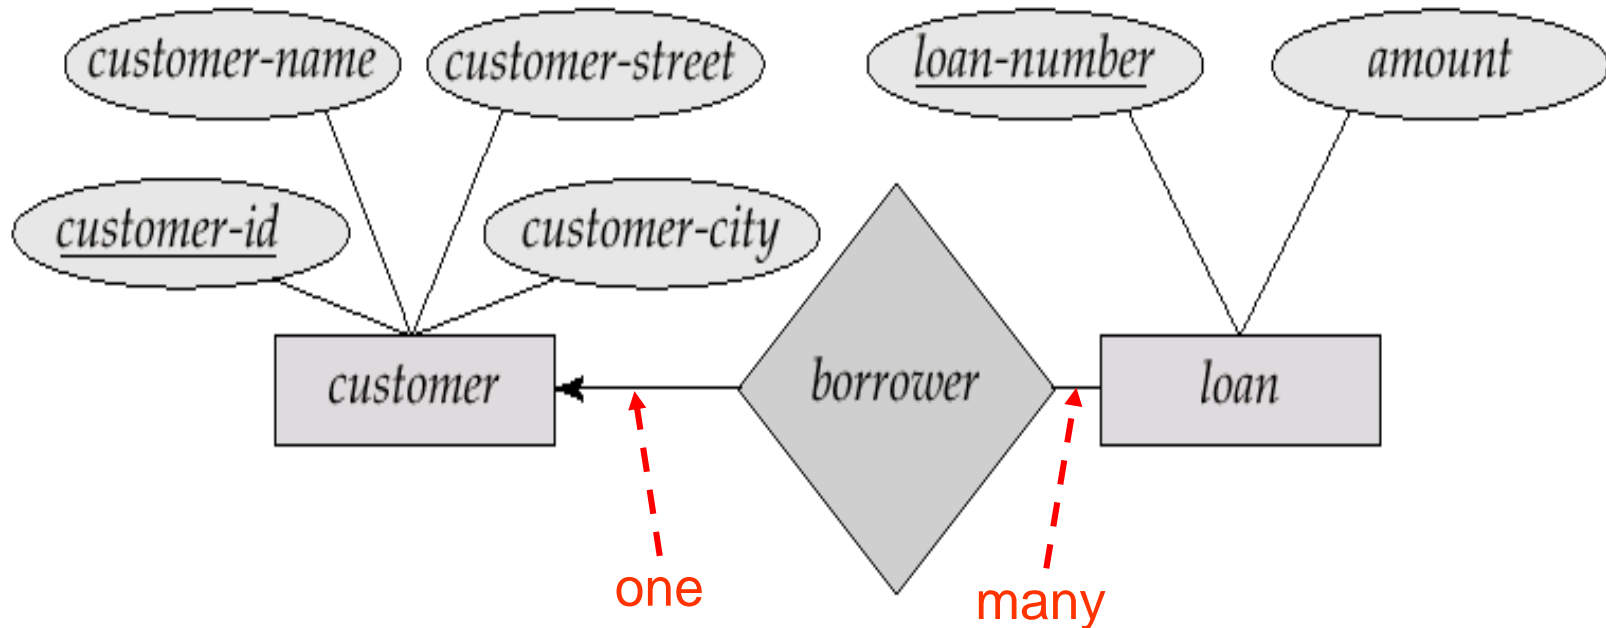 customer-name
customer-street
loan-number
amount
customer-id
customer-city
customer
borrower
loan
one
many